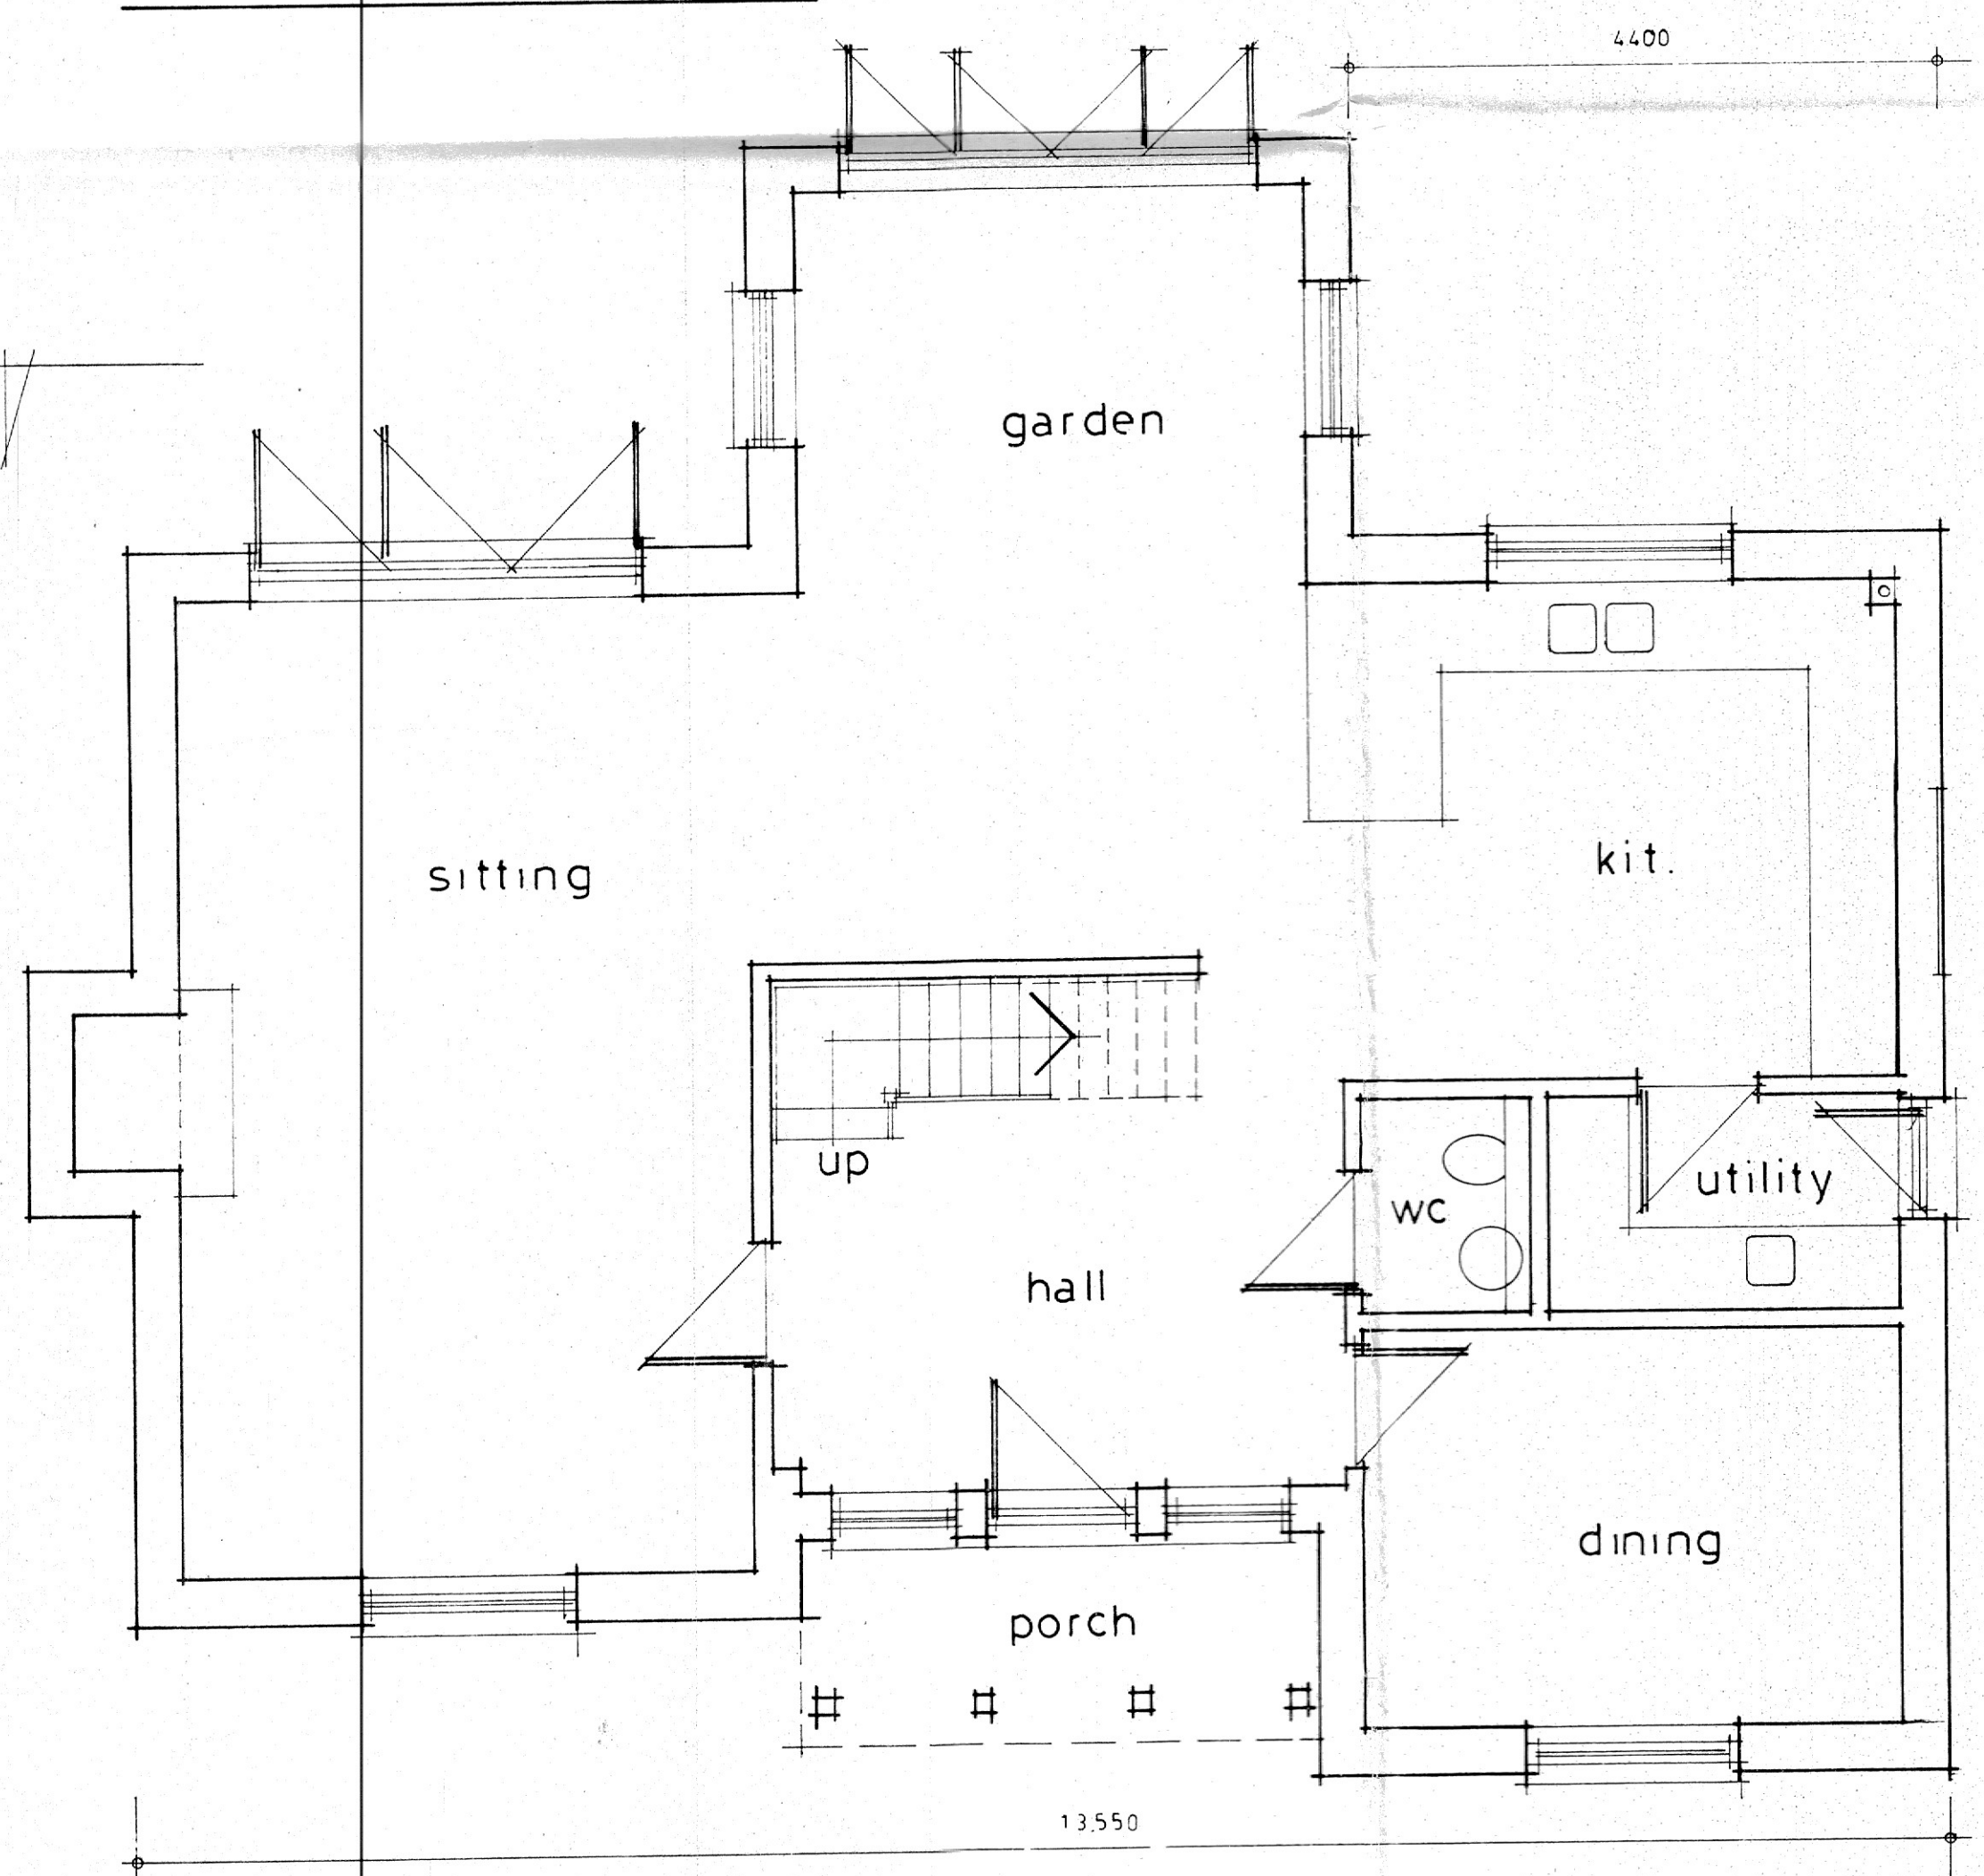 4400
garden
sitting
kit.
up
utility
wc
hall
dining
porch
13,550